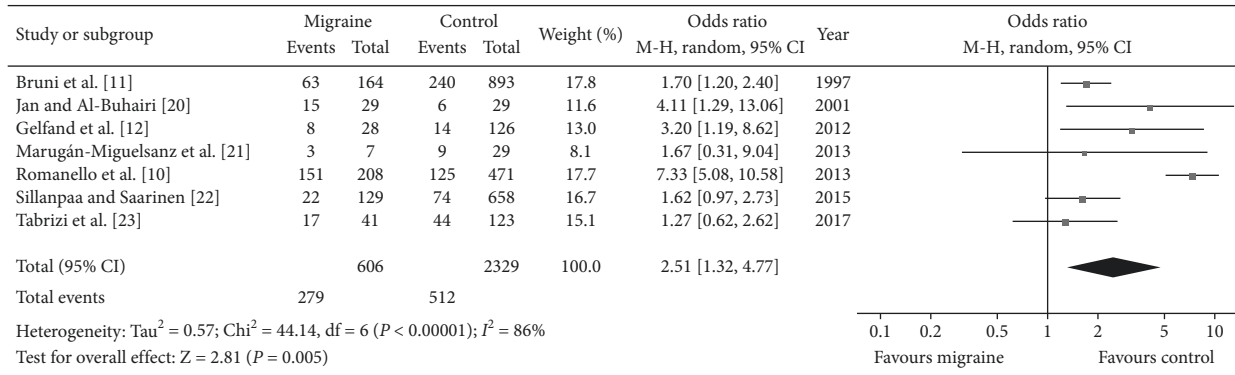 Study or subgroup Migraine Control Weight (%) Odds ratio Year Odds ratio
Events Total Events Total M-H, random, 95% CI M-H, random, 95% CI
Bruni et al. [11] 63 164 240 893 17.8 1.70 [1.20, 2.40] 1997
Jan and Al-Buhairi [20] 15 29 6 29 11.6 4.11 [1.29, 13.06] 2001
Gelfand et al. [12] 8 28 14 126 13.0 3.20 [1.19, 8.62] 2012
Marugán-Miguelsanz et al. [21] 3 7 9 29 8.1 1.67 [0.31, 9.04] 2013
Romanello et al. [10] 151 208 125 471 17.7 7.33 [5.08, 10.58] 2013
Sillanpaa and Saarinen [22] 22 129 74 658 16.7 1.62 [0.97, 2.73] 2015
Tabrizi et al. [23] 17 41 44 123 15.1 1.27 [0.62, 2.62] 2017
Total (95% CI) 606 2329 100.0 2.51 [1.32, 4.77]
Total events 279 512
Heterogeneity: Tau² = 0.57; Chi² = 44.14, df = 6 (P < 0.00001); I² = 86%
Test for overall effect: Z = 2.81 (P = 0.005)
0.1 0.2 0.5 1 2 5 10
Favours migraine Favours control